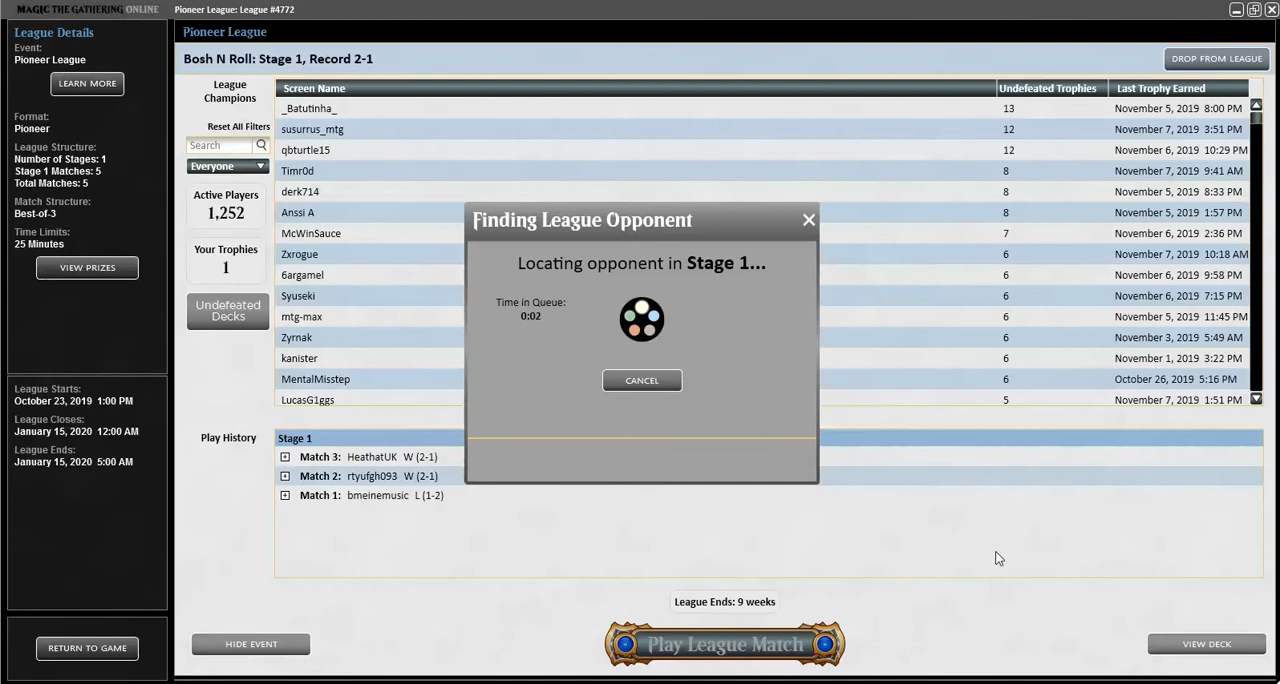 MAGIC THE GATHERING ONLINE
Pioneer League: League #4772
League Details
Event:
Pioneer League
LEARN MORE
Format:
Pioneer
League Structure:
Number of Stages: 1
Stage 1 Matches: 5
Total Matches: 5
Match Structure:
Best-of-3
Time Limits:
25 Minutes
VIEW PRIZES
League Starts:
October 23, 2019 1:00 PM
League Closes:
January 15, 2020 12:00 AM
League Ends:
January 15, 2020 5:00 AM
RETURN TO GAME
Pioneer League
Bosh N Roll: Stage 1, Record 2-1
DROP FROM LEAGUE
League
Champions
Reset All Filters
Search
Everyone
Active Players
1,252
Your Trophies
1
Undefeated
Decks
Screen Name Undefeated Trophies Last Trophy Earned
_Batutinha_ 13 November 5, 2019 8:00 PM
susurrus_mtg 12 November 7, 2019 3:51 PM
qbturtle15 12 November 6, 2019 10:29 PM
Timr0d 8 November 7, 2019 9:41 AM
derk714 8 November 5, 2019 8:33 PM
Anssi A 8 November 5, 2019 1:57 PM
McWinSauce 7 November 6, 2019 2:36 PM
Zxrogue 6 November 7, 2019 10:18 AM
6argamel 6 November 6, 2019 9:58 PM
Syuseki 6 November 6, 2019 7:15 PM
mtg-max 6 November 5, 2019 11:45 PM
Zyrnak 6 November 3, 2019 5:49 AM
kanister 6 November 1, 2019 3:22 PM
MentalMisstep 6 October 26, 2019 5:16 PM
LucasG1ggs 5 November 7, 2019 1:51 PM
Finding League Opponent
Locating opponent in Stage 1...
Time in Queue:
0:02
CANCEL
Play History
Stage 1
Match 3: HeathatUK W (2-1)
Match 2: rtyufgh093 W (2-1)
Match 1: bmeinemusic L (1-2)
League Ends: 9 weeks
HIDE EVENT
Play League Match
VIEW DECK